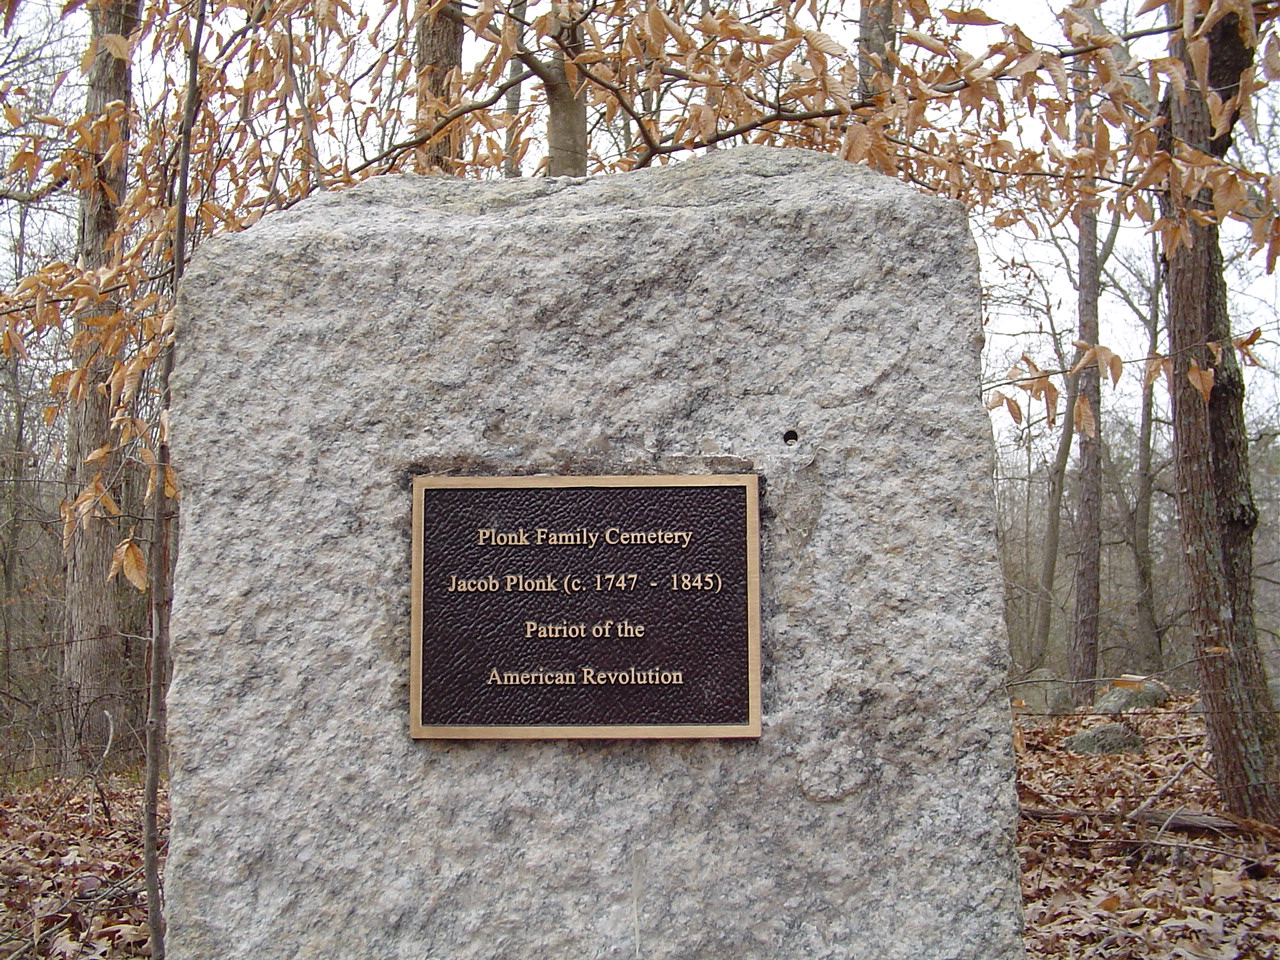 Plonk Family Cemetery
Jacob Plonk (c. 1747 - 1845)
Patriot of the
American Revolution